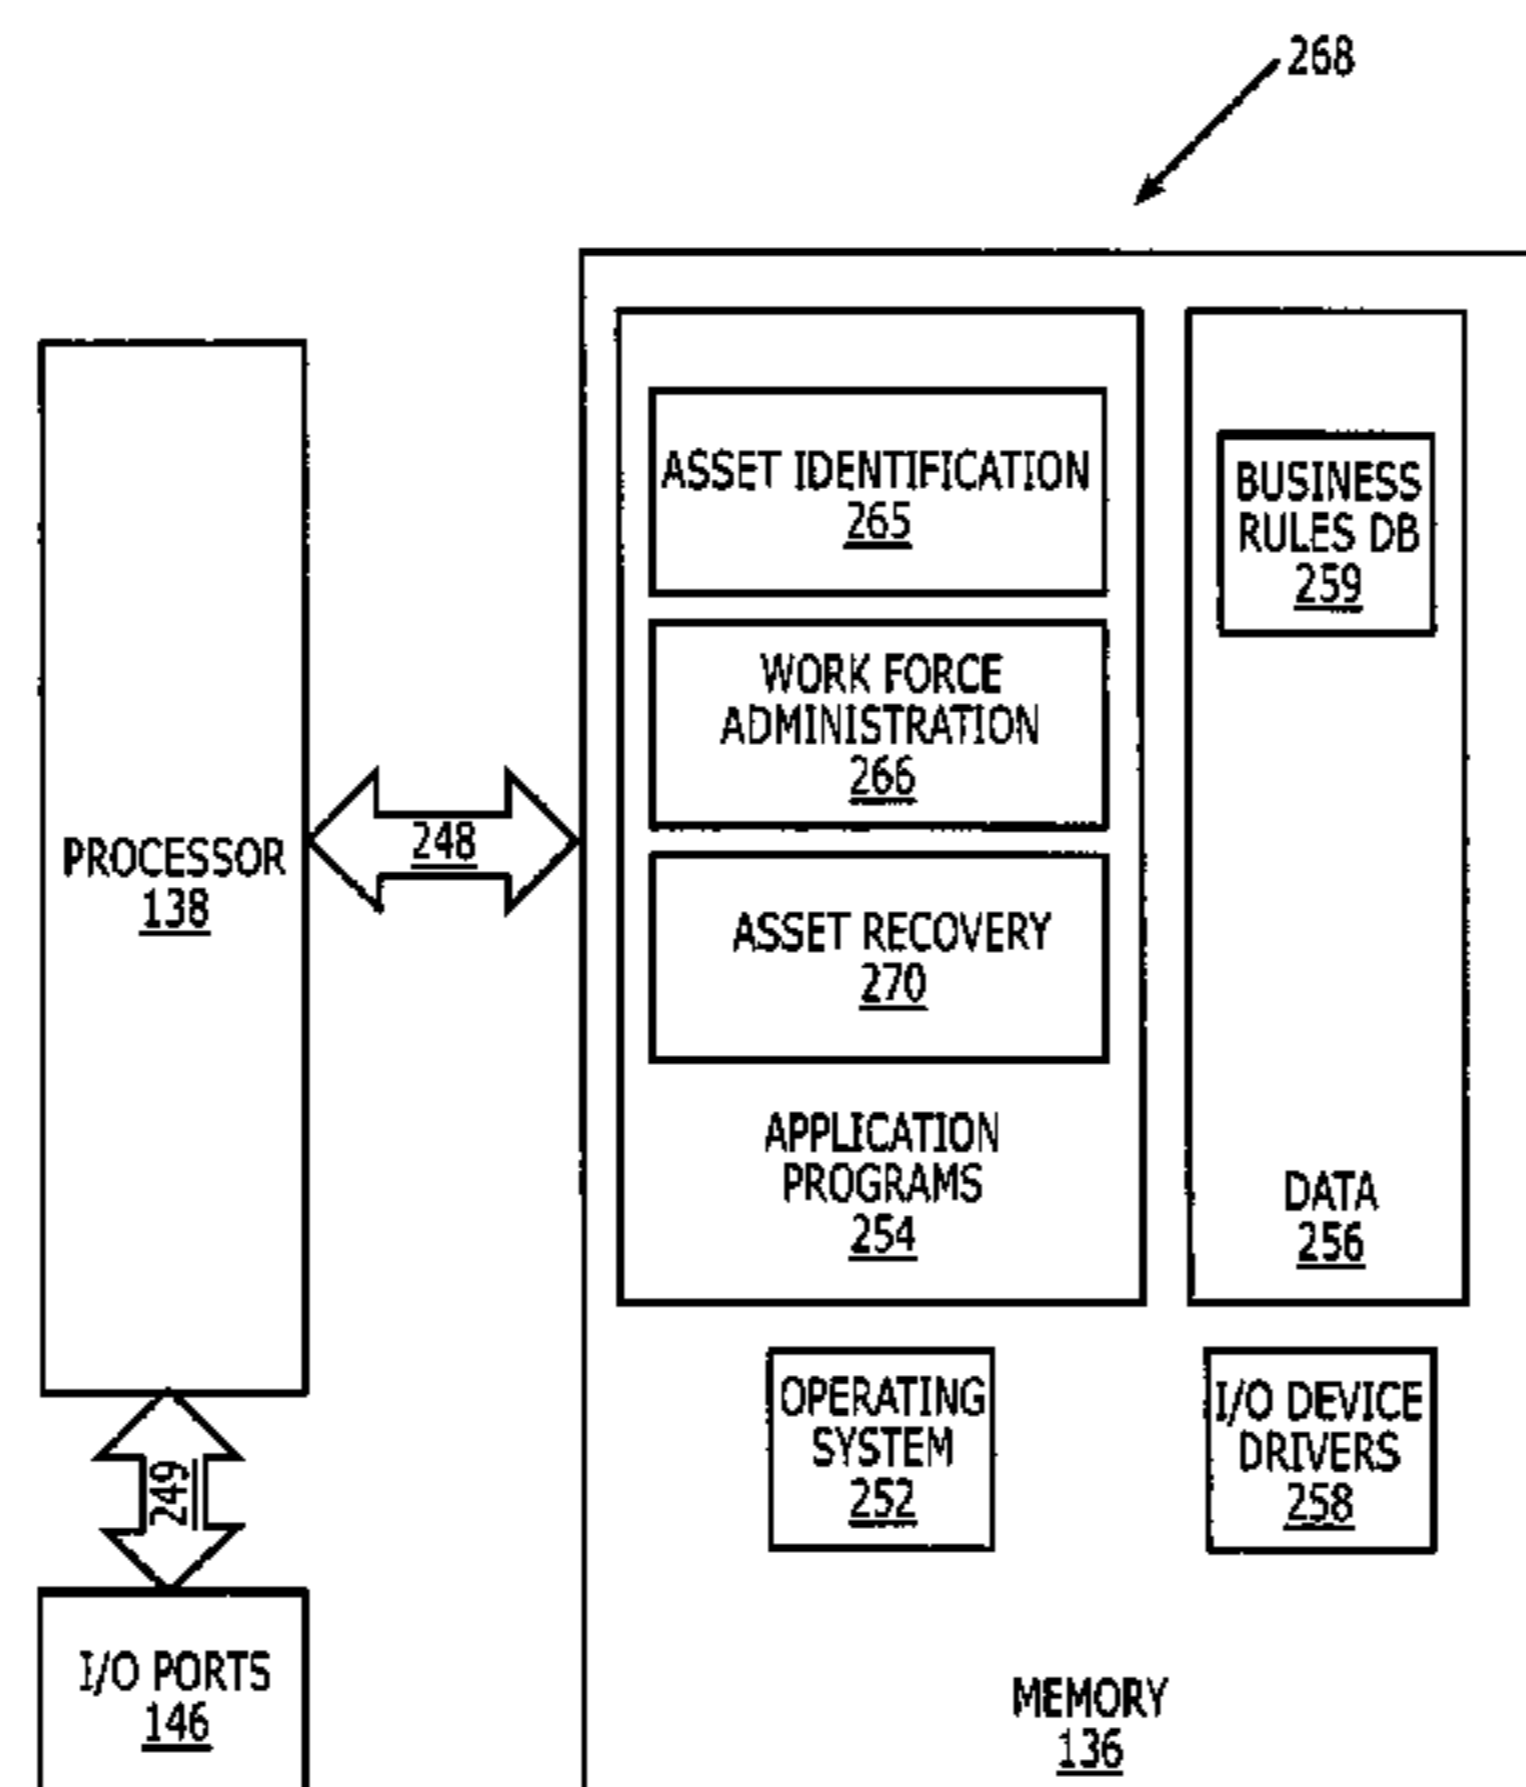 268
ASSET IDENTIFICATION
265
BUSINESS
RULES DB
259
WORK FORCE
ADMINISTRATION
266
PROCESSOR
138
248
ASSET RECOVERY
270
APPLICATION
PROGRAMS
254
DATA
256
OPERATING
SYSTEM
252
I/O DEVICE
DRIVERS
258
249
I/O PORTS
146
MEMORY
136